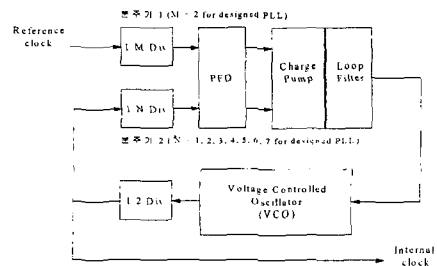 분 주 기 1 (M - 2 for designed PLL)
Reference
clock
1 M Div
PFD
Charge
Pump
Loop
Filter
1 N Div
분 주 기 2 ( N - 1, 2, 3, 4, 5, 6, 7 for designed PLL)
1 2 Div
Voltage Controlled
Oscillator
(VCO)
Internal
clock